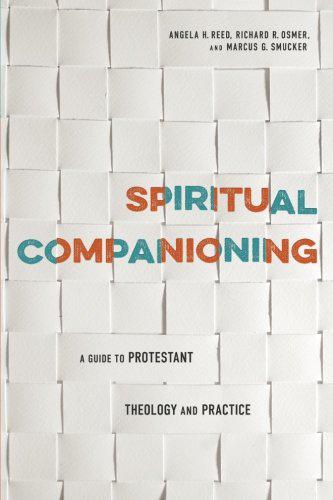 ANGELA H. REED, RICHARD R. OSMER,
AND MARCUS G. SMUCKER
SPIRITUAL
COMPANIONING
A GUIDE TO PROTESTANT
THEOLOGY AND PRACTICE